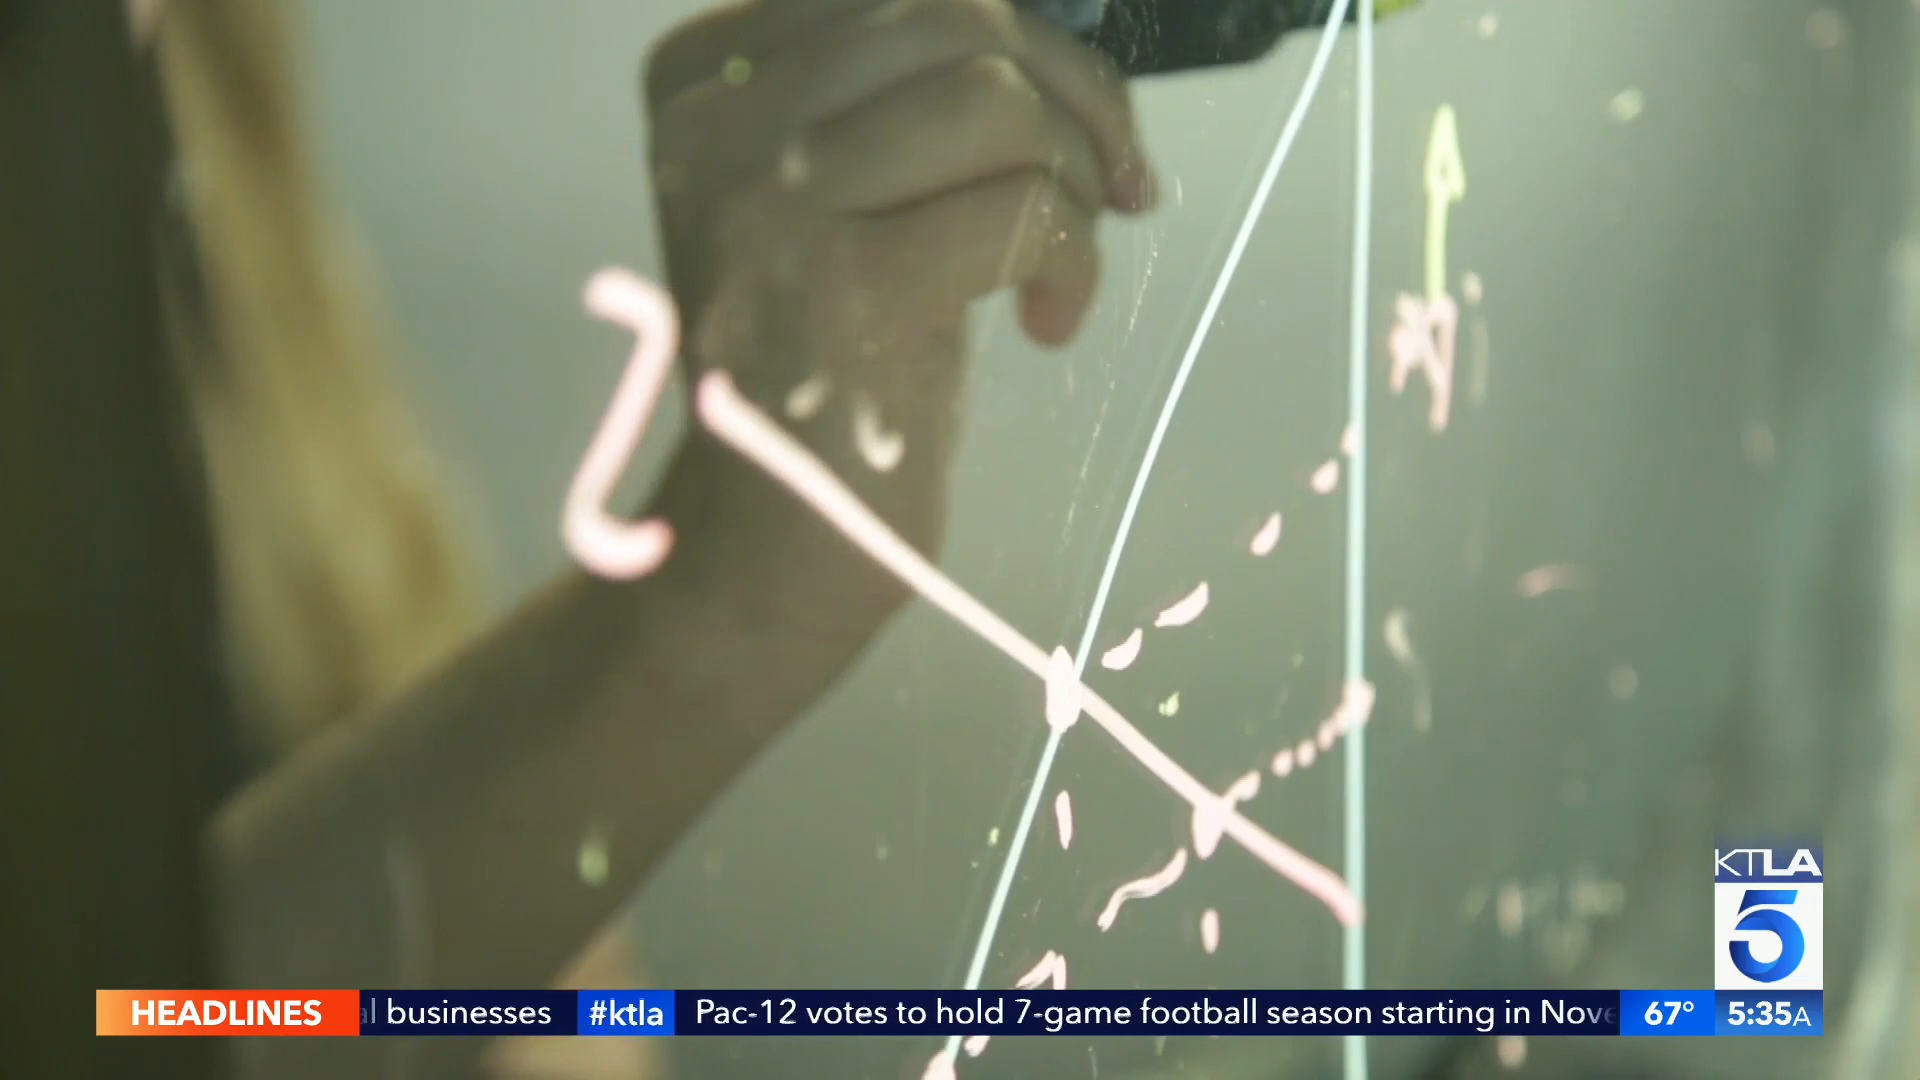 KTLA
5
HEADLINES
l businesses
#ktla
Pac-12 votes to hold 7-game football season starting in Nove
67°
5:35A